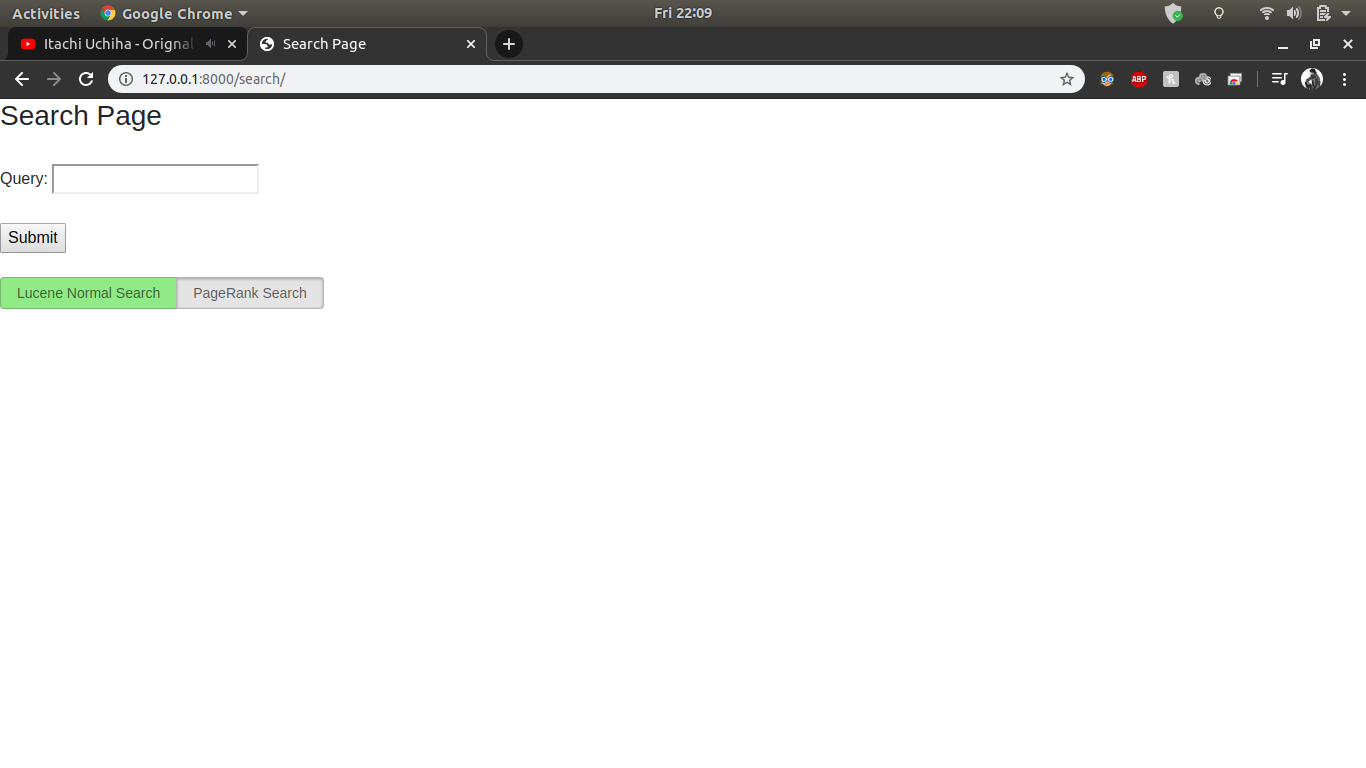 Activities Google Chrome Fri 22:09
Itachi Uchiha - Orignal Search Page
127.0.0.1:8000/search/ ABP
Search Page
Query:
Submit
Lucene Normal Search PageRank Search